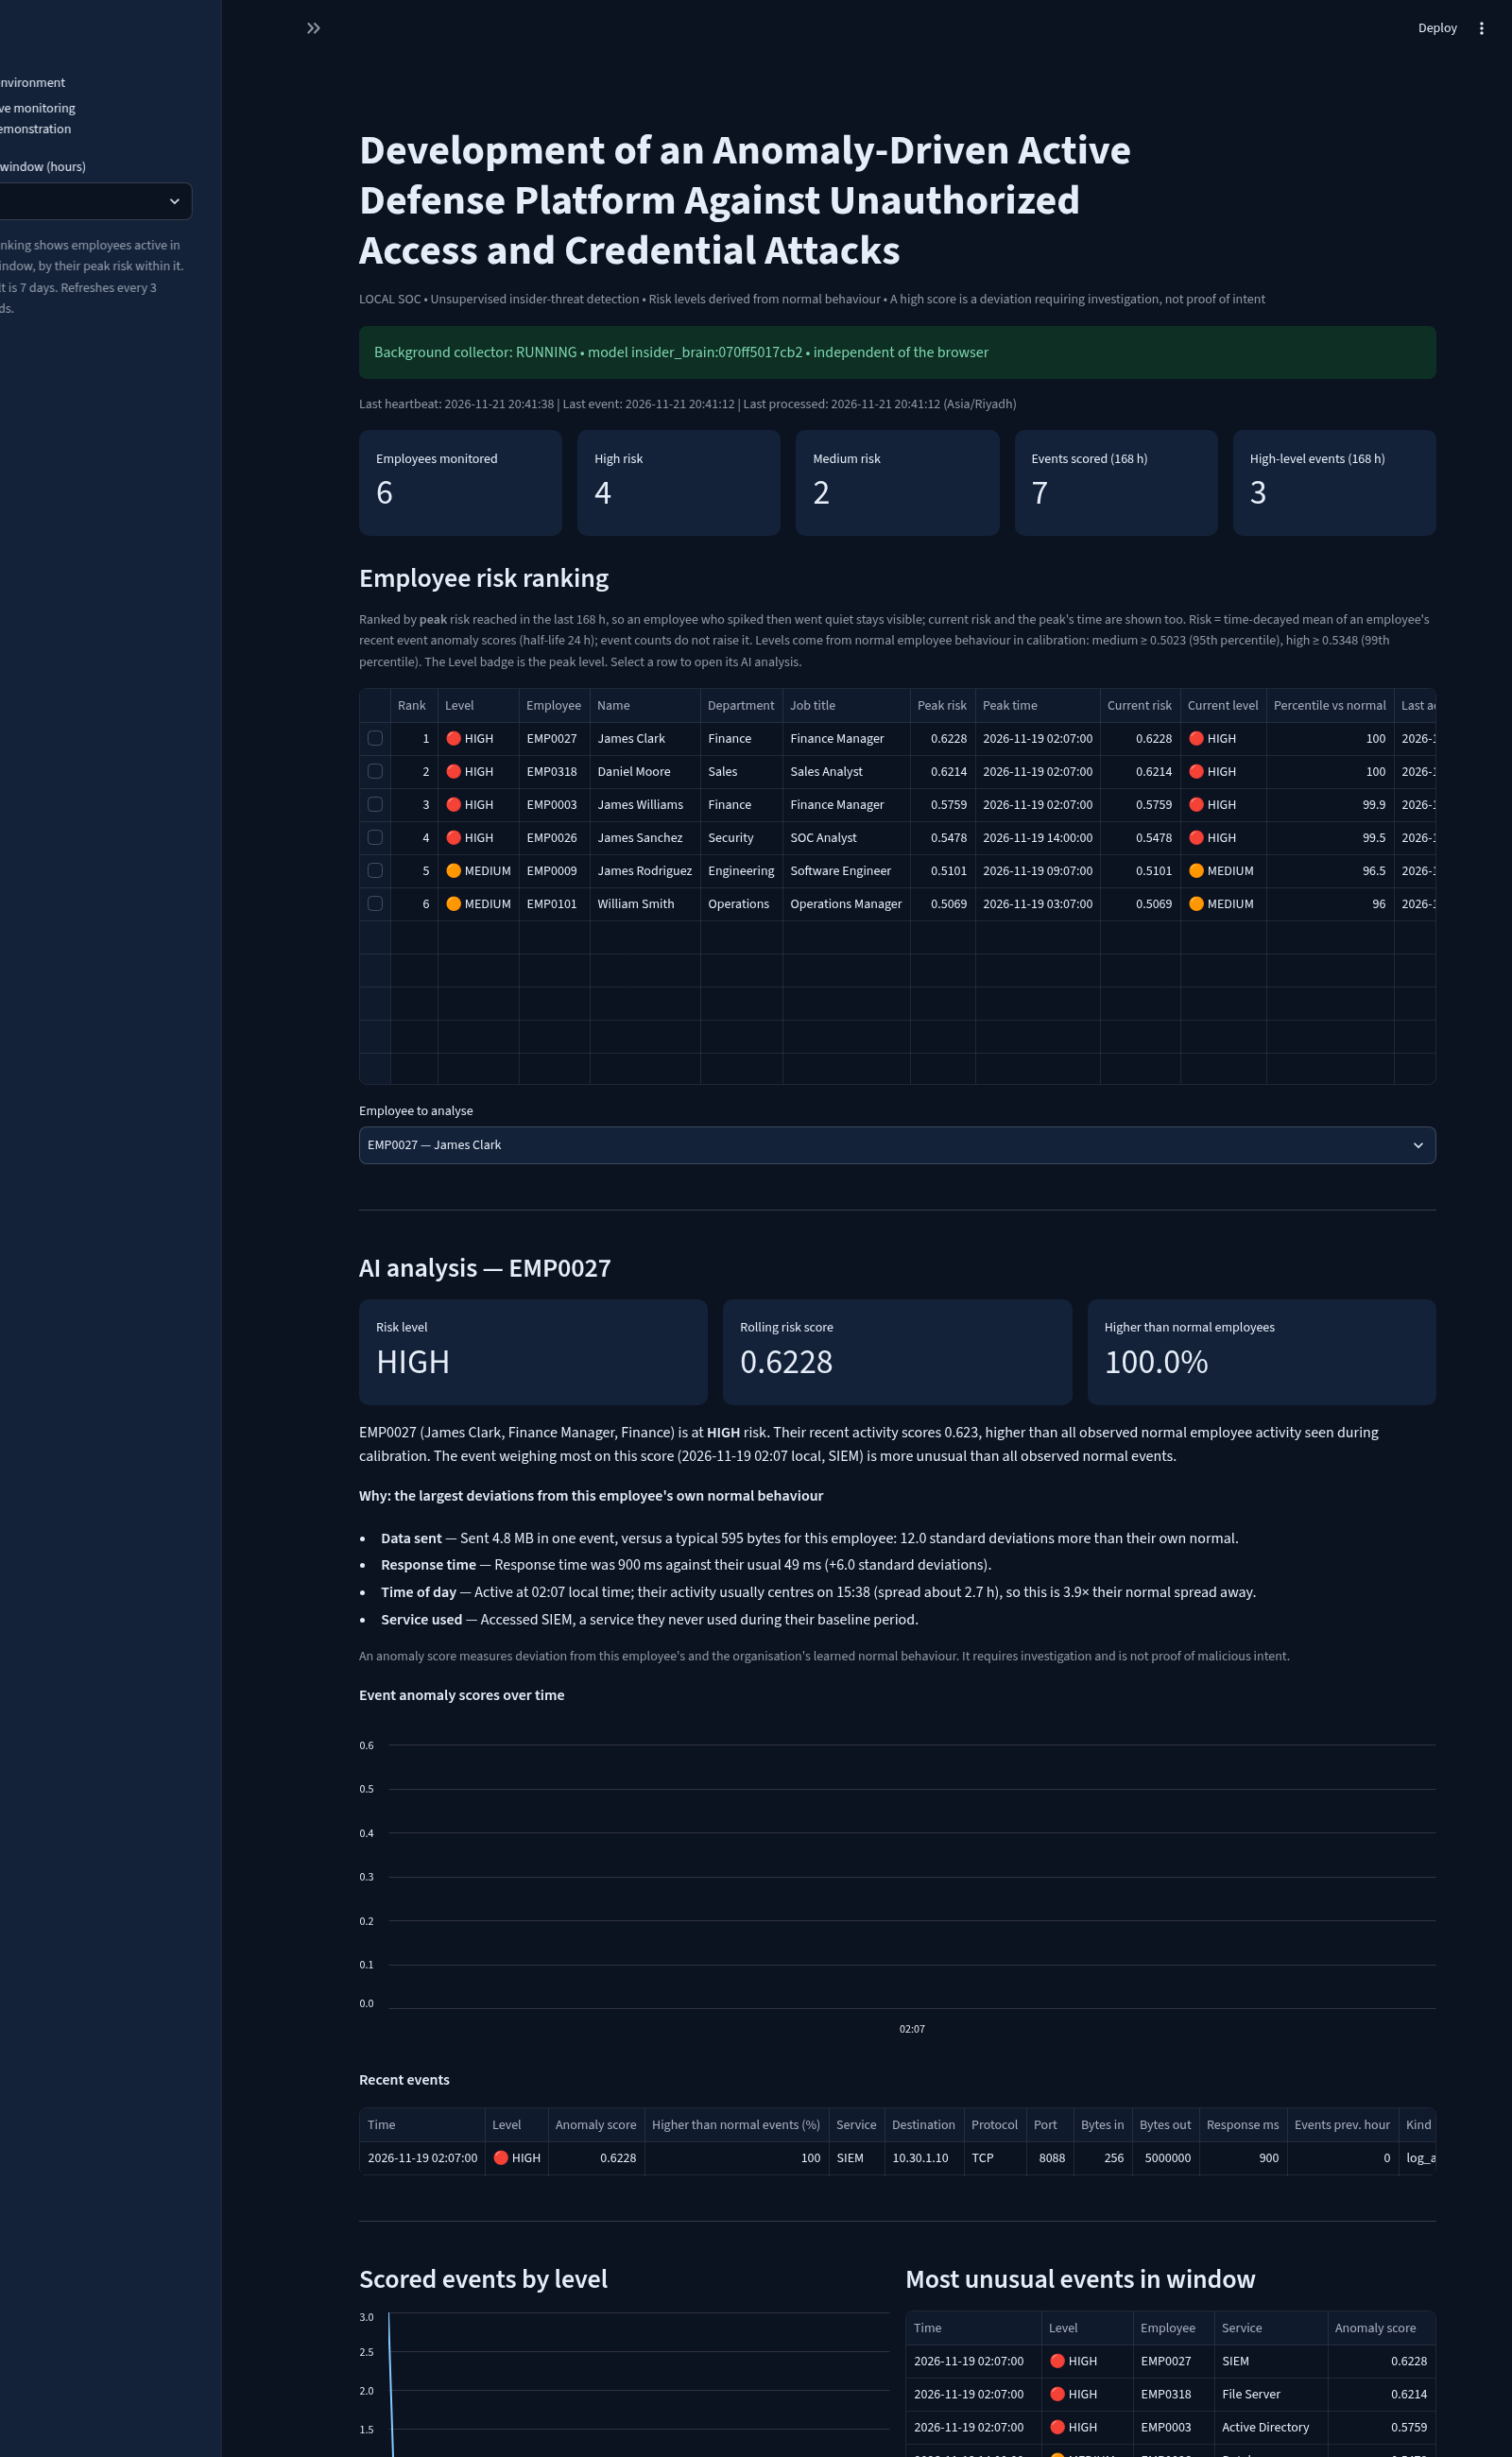 Deploy
nvironment
ve monitoring
emonstration
window (hours)
nking shows employees active in
indow, by their peak risk within it.
lt is 7 days. Refreshes every 3
ds.
Development of an Anomaly-Driven Active
Defense Platform Against Unauthorized
Access and Credential Attacks
LOCAL SOC • Unsupervised insider-threat detection • Risk levels derived from normal behaviour • A high score is a deviation requiring investigation, not proof of intent
Background collector: RUNNING • model insider_brain:070ff5017cb2 • independent of the browser
Last heartbeat: 2026-11-21 20:41:38 | Last event: 2026-11-21 20:41:12 | Last processed: 2026-11-21 20:41:12 (Asia/Riyadh)
Employees monitored High risk Medium risk Events scored (168 h) High-level events (168 h)
6 4 2 7 3
Employee risk ranking
Ranked by peak risk reached in the last 168 h, so an employee who spiked then went quiet stays visible; current risk and the peak's time are shown too. Risk = time-decayed mean of an employee's
recent event anomaly scores (half-life 24 h); event counts do not raise it. Levels come from normal employee behaviour in calibration: medium ≥ 0.5023 (95th percentile), high ≥ 0.5348 (99th
percentile). The Level badge is the peak level. Select a row to open its AI analysis.
Rank Level Employee Name Department Job title Peak risk Peak time Current risk Current level Percentile vs normal Last a
1 HIGH EMP0027 James Clark Finance Finance Manager 0.6228 2026-11-19 02:07:00 0.6228 HIGH 100 2026-1
2 HIGH EMP0318 Daniel Moore Sales Sales Analyst 0.6214 2026-11-19 02:07:00 0.6214 HIGH 100 2026-1
3 HIGH EMP0003 James Williams Finance Finance Manager 0.5759 2026-11-19 02:07:00 0.5759 HIGH 99.9 2026-1
4 HIGH EMP0026 James Sanchez Security SOC Analyst 0.5478 2026-11-19 14:00:00 0.5478 HIGH 99.5 2026-1
5 MEDIUM EMP0009 James Rodriguez Engineering Software Engineer 0.5101 2026-11-19 09:07:00 0.5101 MEDIUM 96.5 2026-1
6 MEDIUM EMP0101 William Smith Operations Operations Manager 0.5069 2026-11-19 03:07:00 0.5069 MEDIUM 96 2026-1
Employee to analyse
EMP0027 — James Clark
AI analysis — EMP0027
Risk level Rolling risk score Higher than normal employees
HIGH 0.6228 100.0%
EMP0027 (James Clark, Finance Manager, Finance) is at HIGH risk. Their recent activity scores 0.623, higher than all observed normal employee activity seen during
calibration. The event weighing most on this score (2026-11-19 02:07 local, SIEM) is more unusual than all observed normal events.
Why: the largest deviations from this employee's own normal behaviour
• Data sent — Sent 4.8 MB in one event, versus a typical 595 bytes for this employee: 12.0 standard deviations more than their own normal.
• Response time — Response time was 900 ms against their usual 49 ms (+6.0 standard deviations).
• Time of day — Active at 02:07 local time; their activity usually centres on 15:38 (spread about 2.7 h), so this is 3.9× their normal spread away.
• Service used — Accessed SIEM, a service they never used during their baseline period.
An anomaly score measures deviation from this employee's and the organisation's learned normal behaviour. It requires investigation and is not proof of malicious intent.
Event anomaly scores over time
0.6
0.5
0.4
0.3
0.2
0.1
0.0
02:07
Recent events
Time Level Anomaly score Higher than normal events (%) Service Destination Protocol Port Bytes in Bytes out Response ms Events prev. hour Kind
2026-11-19 02:07:00 HIGH 0.6228 100 SIEM 10.30.1.10 TCP 8088 256 5000000 900 0 log_a
Scored events by level
3.0
2.5
2.0
1.5
Most unusual events in window
Time Level Employee Service Anomaly score
2026-11-19 02:07:00 HIGH EMP0027 SIEM 0.6228
2026-11-19 02:07:00 HIGH EMP0318 File Server 0.6214
2026-11-19 02:07:00 HIGH EMP0003 Active Directory 0.5759